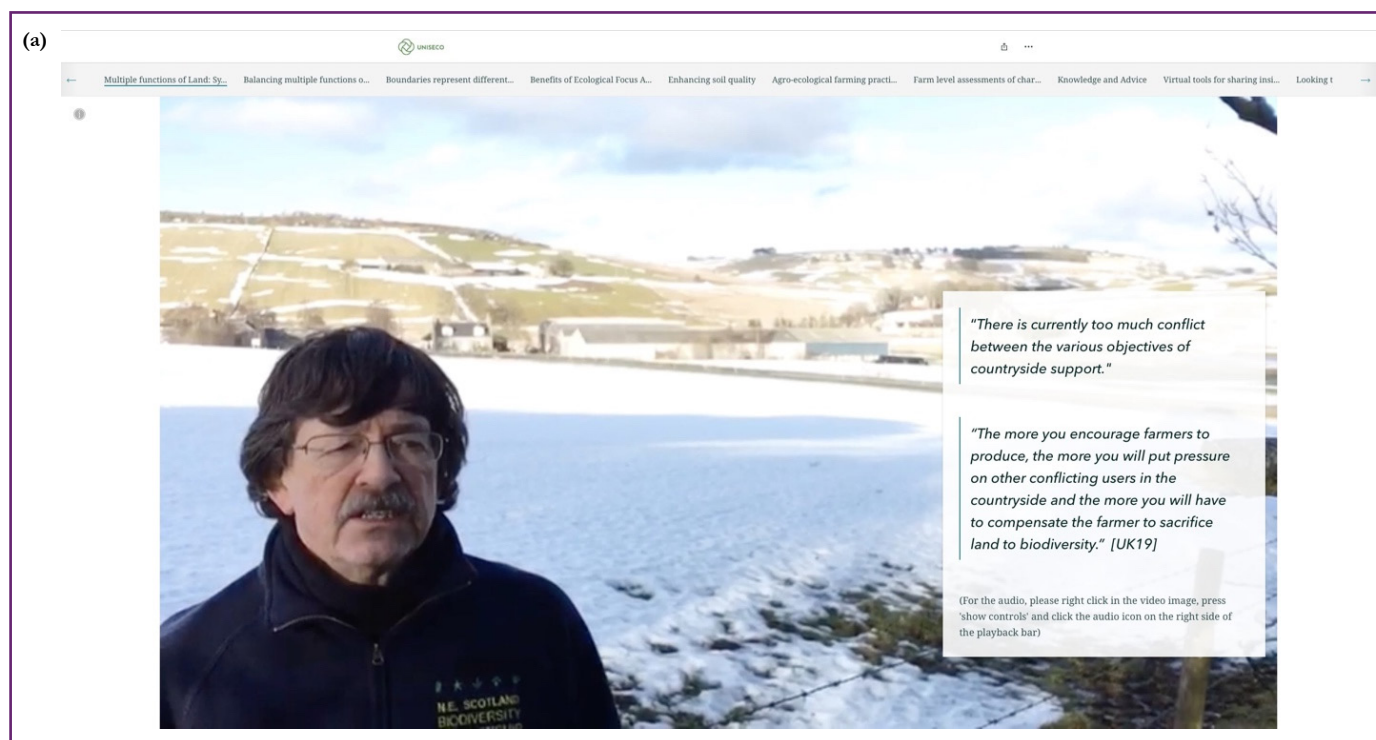 (a)
UNISECO
Multiple functions of Land: Sy... Balancing multiple functions o... Boundaries represent different... Benefits of Ecological Focus A... Enhancing soil quality Agro-ecological farming practi... Farm level assessments of char... Knowledge and Advice Virtual tools for sharing insi... Looking t
"There is currently too much conflict
between the various objectives of
countryside support."
“The more you encourage farmers to
produce, the more you will put pressure
on other conflicting users in the
countryside and the more you will have
to compensate the farmer to sacrifice
land to biodiversity.” [UK19]
(For the audio, please right click in the video image, press
'show controls' and click the audio icon on the right side of
the playback bar)
N.E. SCOTLAND
BIODIVERSITY